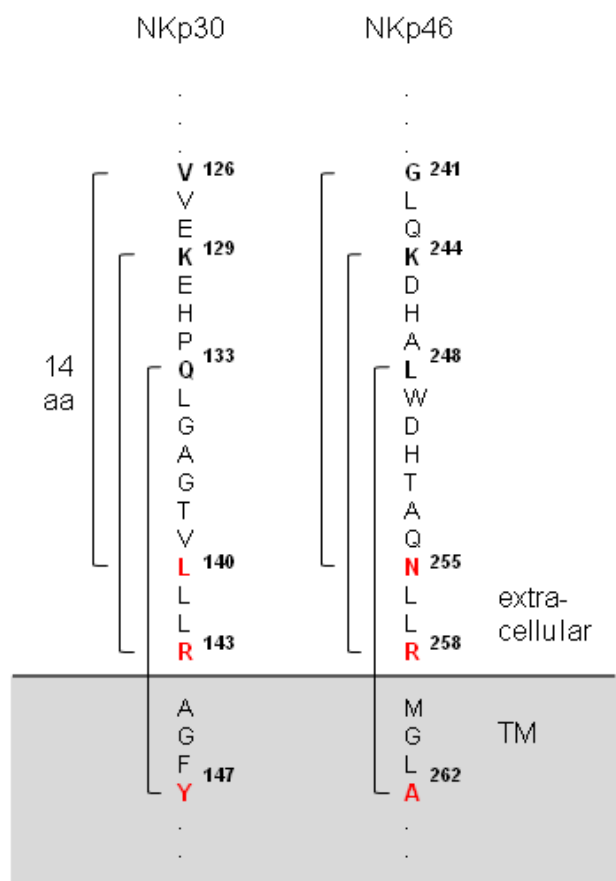 NKp30 NKp46
. .
. .
. .
V 126 G 241
V L
E Q
K 129 K 244
E D
H H
P A
Q 133 L 248
14
aa
L W
G D
A H
G T
T A
V Q
L 140 N 255
L L
L L
R 143 R 258
extra-
cellular
A M
G G
F L
Y 147 A 262
TM
. .
. .